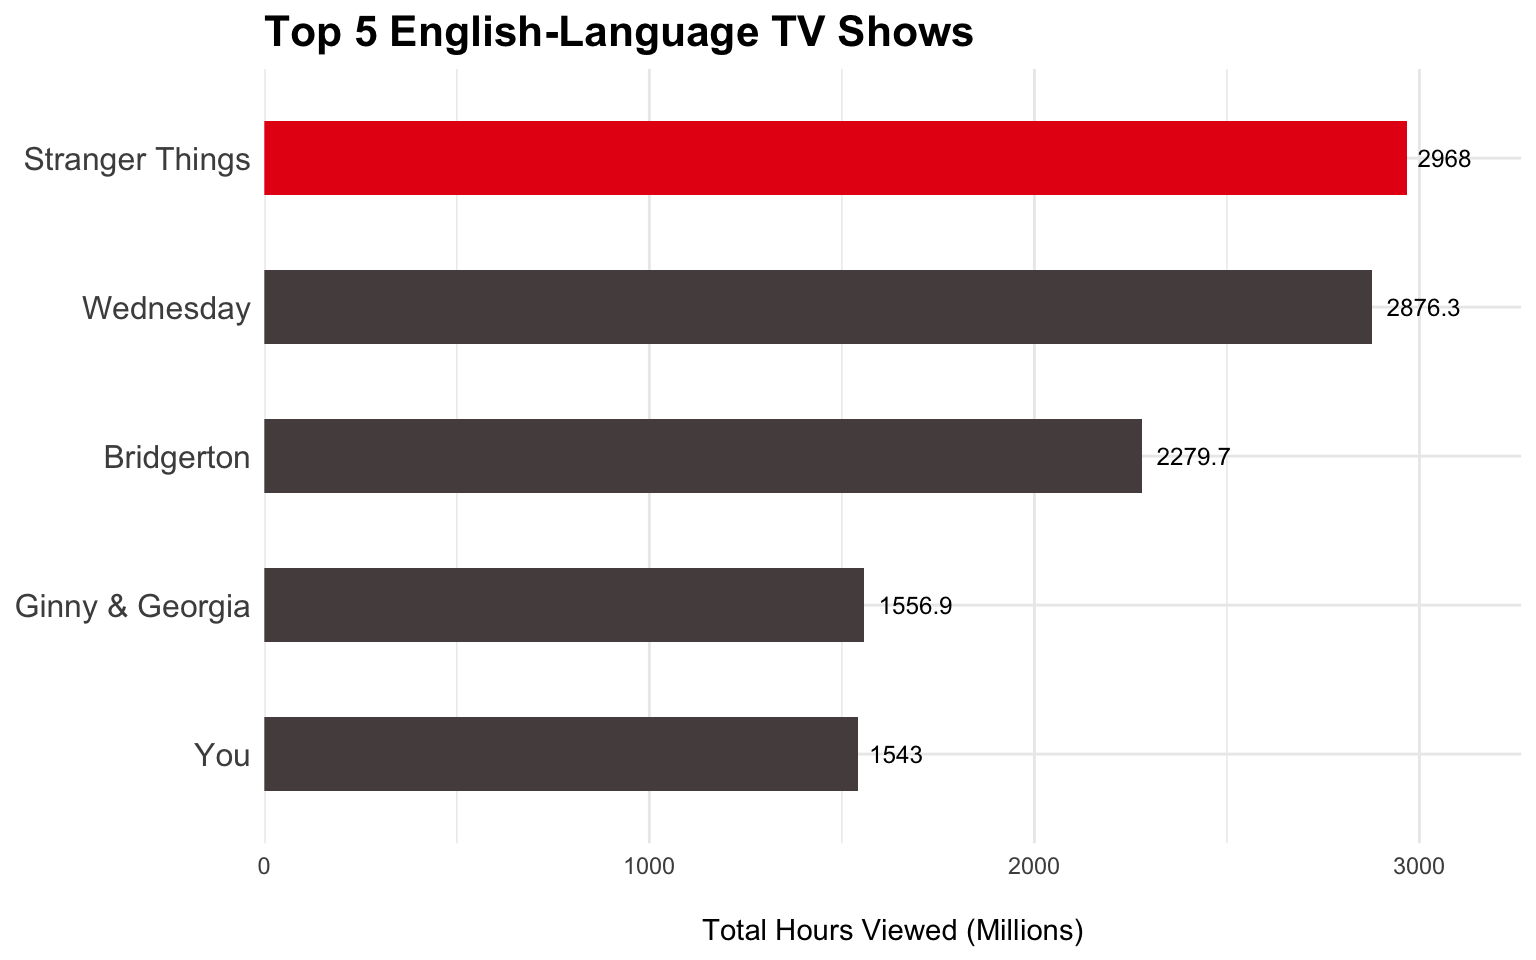 Top 5 English-Language TV Shows
Stranger Things 2968
Wednesday 2876.3
Bridgerton 2279.7
Ginny & Georgia 1556.9
You 1543
0 1000 2000 3000
Total Hours Viewed (Millions)